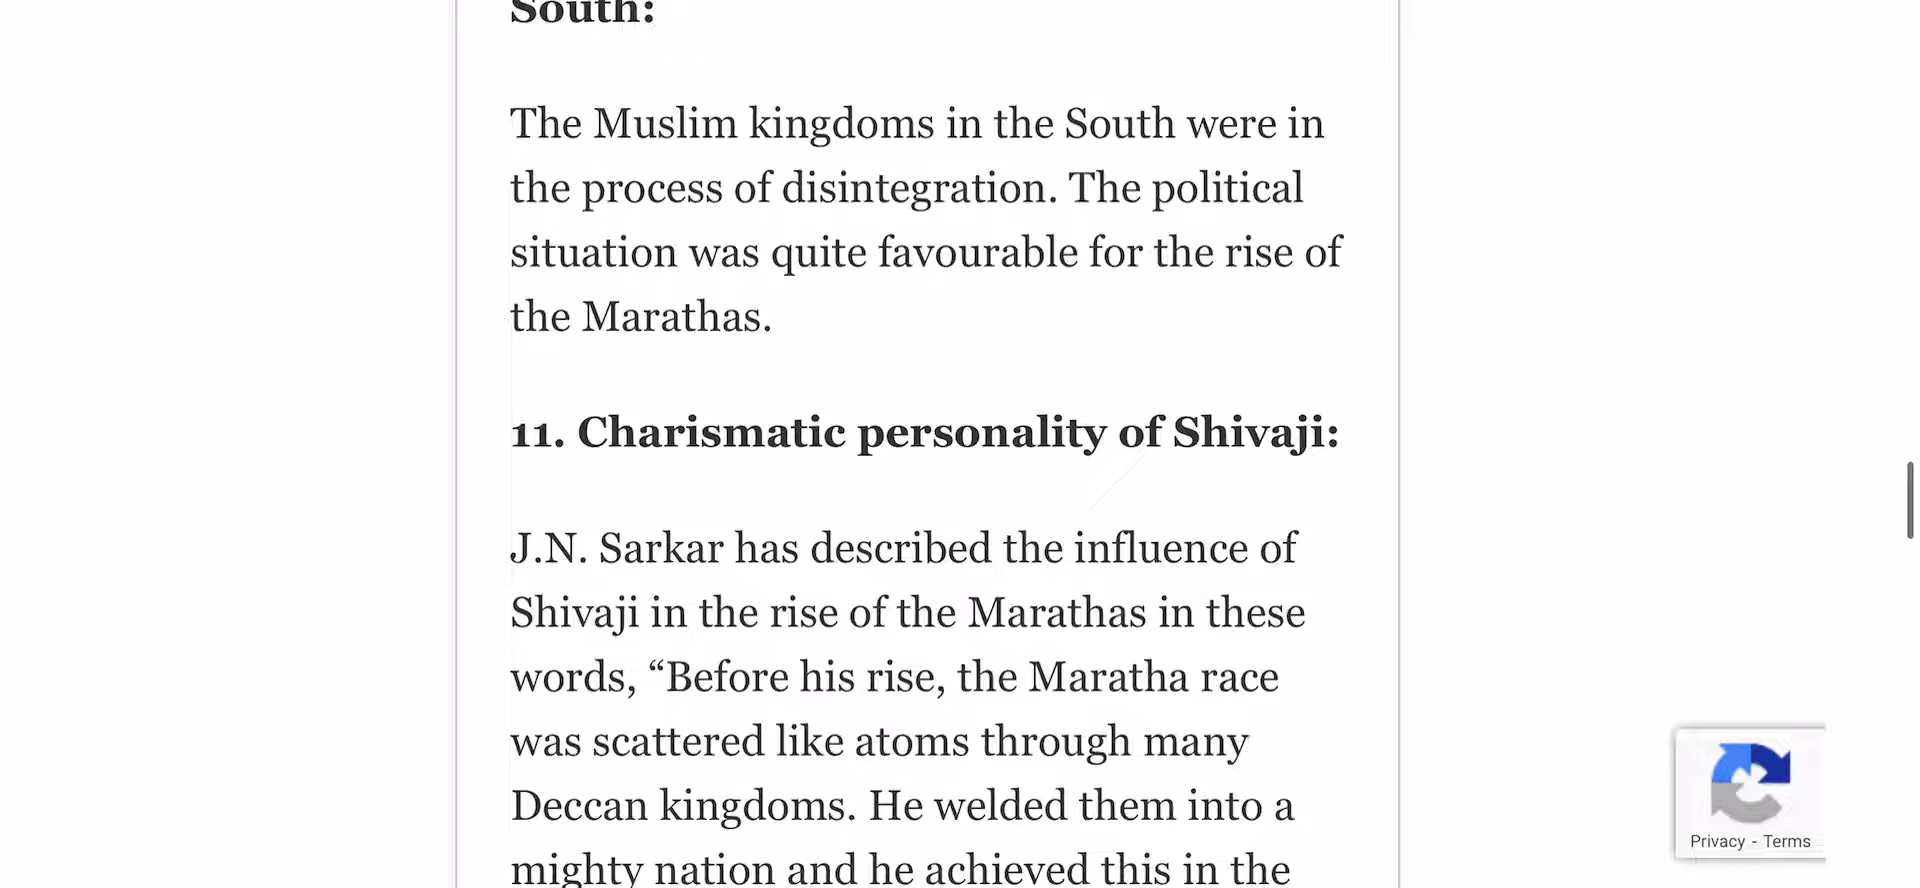 South:
The Muslim kingdoms in the South were in
the process of disintegration. The political
situation was quite favourable for the rise of
the Marathas.
11. Charismatic personality of Shivaji:
J.N. Sarkar has described the influence of
Shivaji in the rise of the Marathas in these
words, “Before his rise, the Maratha race
was scattered like atoms through many
Deccan kingdoms. He welded them into a
mighty nation and he achieved this in the
Privacy - Terms